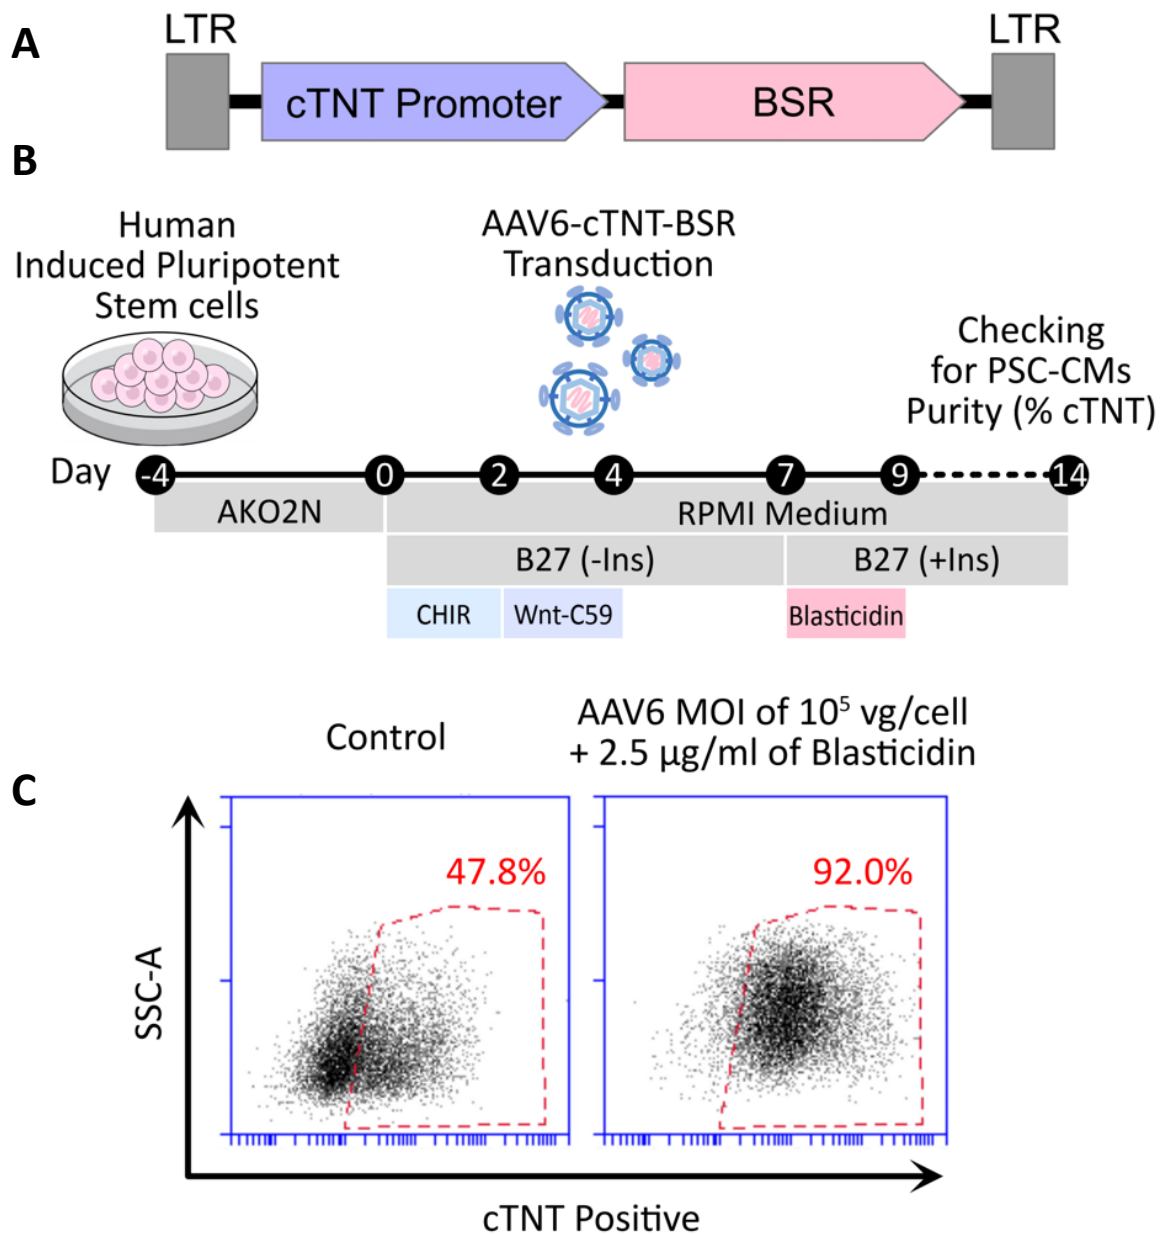 A
LTR
LTR
cTNT Promoter
BSR
B
Human
Induced Pluripotent
Stem cells
AAV6-cTNT-BSR
Transduction
Checking
for PSC-CMs
Purity (% cTNT)
Day
-4
0
2
4
7
9
14
AKO2N
RPMI Medium
B27 (-Ins)
B27 (+Ins)
CHIR
Wnt-C59
Blasticidin
C
Control
AAV6 MOI of 10⁵ vg/cell
+ 2.5 µg/ml of Blasticidin
47.8%
92.0%
SSC-A
cTNT Positive